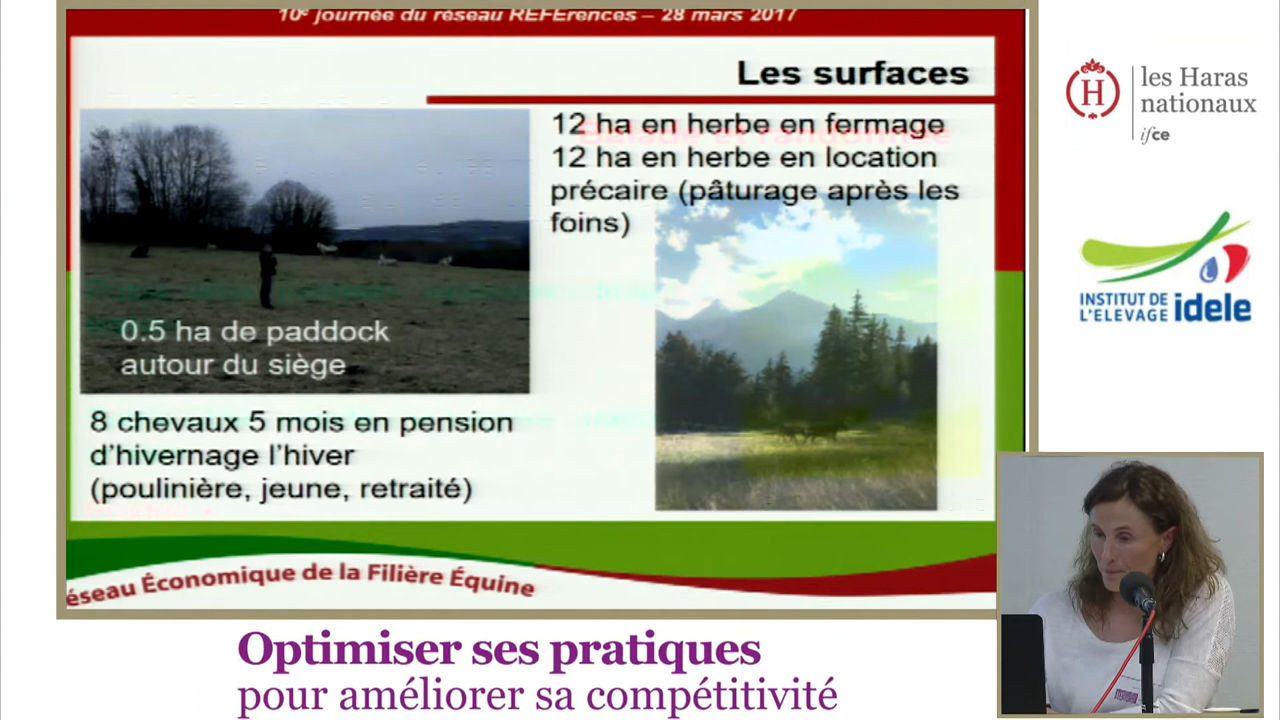 10e journée du réseau REFErences – 28 mars 2017
Les surfaces
12 ha en herbe en fermage
12 ha en herbe en location
précaire (pâturage après les
foins)
0.5 ha de paddock
autour du siège
8 chevaux 5 mois en pension
d'hivernage l'hiver
(poulinière, jeune, retraité)
éseau Économique de la Filière Équine
Optimiser ses pratiques
pour améliorer sa compétitivité
H
les Haras
nationaux
ifce
INSTITUT DE
L'ELEVAGE idele